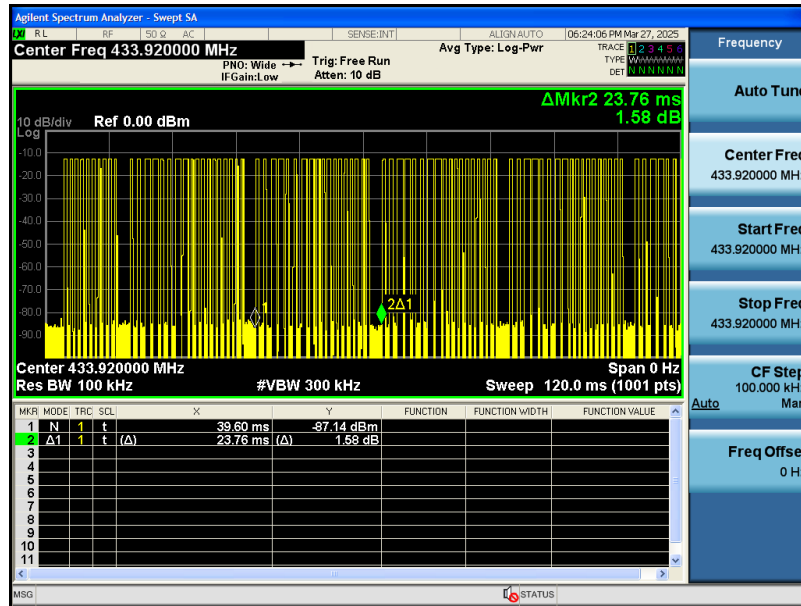 Agilent Spectrum Analyzer - Swept SA
LXI RL RF 50 Ω AC SENSE:INT ALIGNAUTO 06:24:06 PM Mar 27, 2025
Center Freq 433.920000 MHz
PNO: Wide
IFGain:Low
Trig: Free Run
Atten: 10 dB
Avg Type: Log-Pwr
TRACE 1 2 3 4 5 6
TYPE W
DET N N N N N N
ΔMkr2 23.76 ms
1.58 dB
10 dB/div Ref 0.00 dBm
Log
-10.0
-20.0
-30.0
-40.0
-50.0
-60.0
-70.0
-80.0
-90.0
1
2Δ1
Center 433.920000 MHz Span 0 Hz
Res BW 100 kHz #VBW 300 kHz Sweep 120.0 ms (1001 pts)
MKR MODE TRC SCL X Y FUNCTION FUNCTION WIDTH FUNCTION VALUE
1 N 1 t 39.60 ms -87.14 dBm
2 Δ1 1 t (Δ) 23.76 ms (Δ) 1.58 dB
3
4
5
6
7
8
9
10
11
MSG STATUS
Frequency
Auto Tune
Center Freq
433.920000 MHz
Start Freq
433.920000 MHz
Stop Freq
433.920000 MHz
CF Step
100.000 kH
Auto Man
Freq Offse
0 H